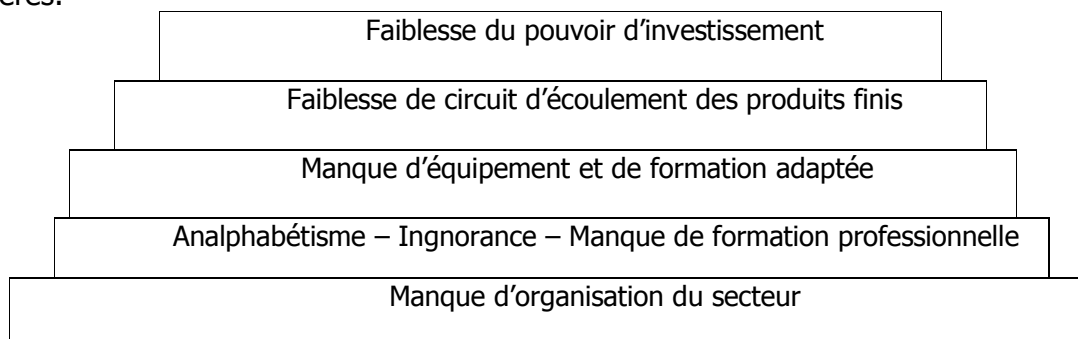 Faiblesse du pouvoir d'investissement
Faiblesse de circuit d'écoulement des produits finis
Manque d'équipement et de formation adaptée
Analphabétisme – Ingnorance – Manque de formation professionnelle
Manque d'organisation du secteur